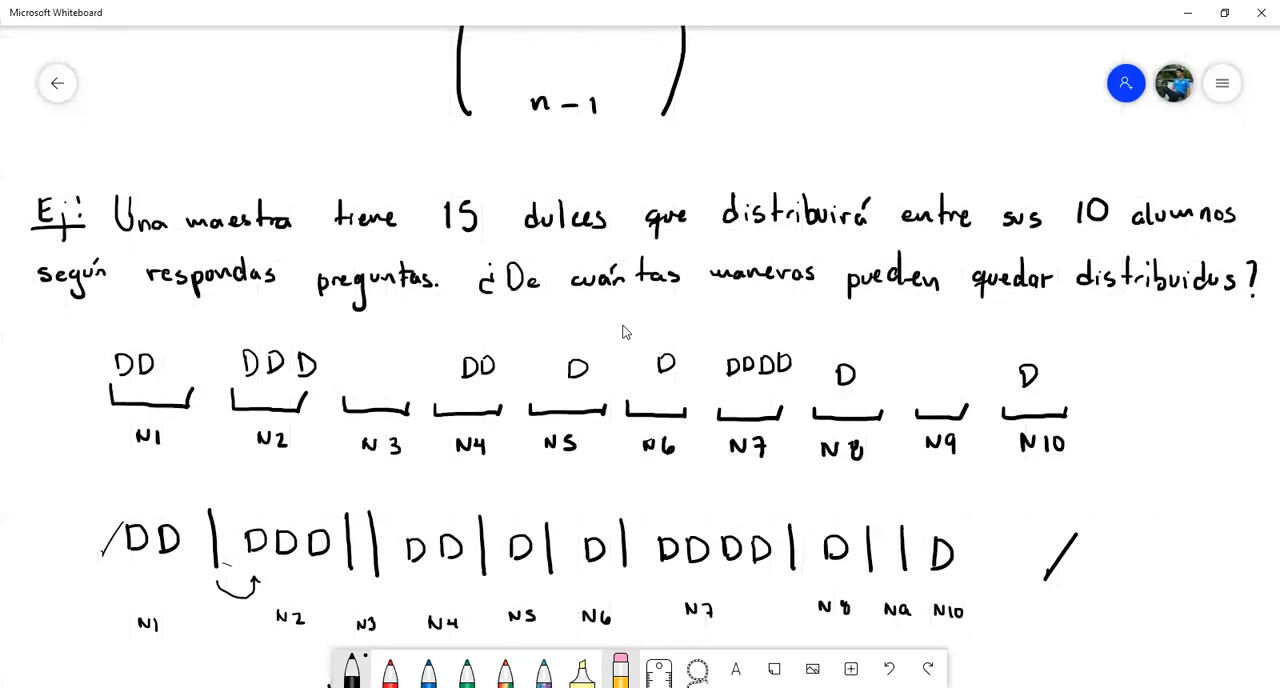 Microsoft Whiteboard
n-1
Ej: Una maestra tiene 15 dulces que distribuirá entre sus 10 alumnos
según respondas preguntas. ¿De cuántas maneras pueden quedar distribuidos?
DD DDD DD D D DDDD D D
N1 N2 N3 N4 N5 N6 N7 N8 N9 N10
/DD | DDD || DD | D | D | DDDD | D | | D /
N1 N2 N3 N4 N5 N6 N7 N8 N9 N10
A